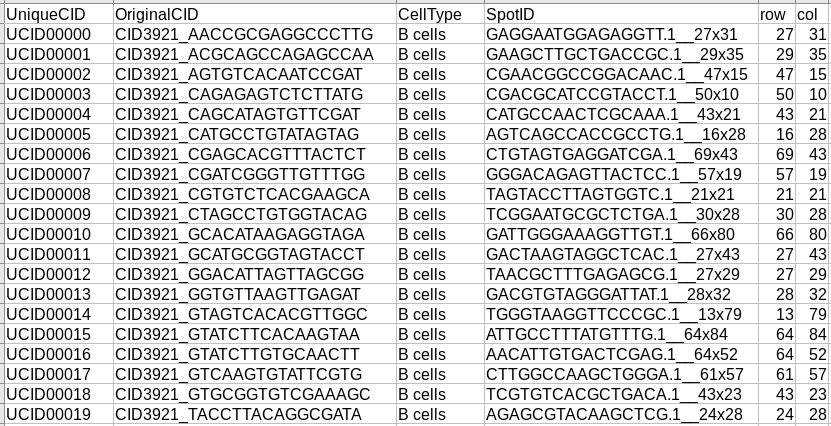 UniqueCID OriginalCID CellType SpotID row col
UCID00000 CID3921_AACCGCGAGGCCCTTG B cells GAGGAATGGAGAGGTT.1__27x31 27 31
UCID00001 CID3921_ACGCAGCCAGAGCCAA B cells GAAGCTTGCTGACCGC.1__29x35 29 35
UCID00002 CID3921_AGTGTCACAATCCGAT B cells CGAACGGCCGGACAAC.1__47x15 47 15
UCID00003 CID3921_CAGAGAGTCTCTTATG B cells CGACGCATCCGTACCT.1__50x10 50 10
UCID00004 CID3921_CAGCATAGTGTTCGAT B cells CATGCCAACTCGCAAA.1__43x21 43 21
UCID00005 CID3921_CATGCCTGTATAGTAG B cells AGTCAGCCACCGCCTG.1__16x28 16 28
UCID00006 CID3921_CGAGCACGTTTACTCT B cells CTGTAGTGAGGATCGA.1__69x43 69 43
UCID00007 CID3921_CGATCGGGTTGTTTGG B cells GGGACAGAGTTACTCC.1__57x19 57 19
UCID00008 CID3921_CGTGTCTCACGAAGCA B cells TAGTACCTTAGTGGTC.1__21x21 21 21
UCID00009 CID3921_CTAGCCTGTGGTACAG B cells TCGGAATGCGCTCTGA.1__30x28 30 28
UCID00010 CID3921_GCACATAAGAGGTAGA B cells GATTGGGAAAGGTTGT.1__66x80 66 80
UCID00011 CID3921_GCATGCGGTAGTACCT B cells GACTAAGTAGGCTCAC.1__27x43 27 43
UCID00012 CID3921_GGACATTAGTTAGCGG B cells TAACGCTTTGAGAGCG.1__27x29 27 29
UCID00013 CID3921_GGTGTTAAGTTGAGAT B cells GACGTGTAGGGATTAT.1__28x32 28 32
UCID00014 CID3921_GTAGTCACACGTTGGC B cells TGGGTAAGGTTCCCGC.1__13x79 13 79
UCID00015 CID3921_GTATCTTCACAAGTAA B cells ATTGCCTTTATGTTTG.1__64x84 64 84
UCID00016 CID3921_GTATCTTGTGCAACTT B cells AACATTGTGACTCGAG.1__64x52 64 52
UCID00017 CID3921_GTCAAGTGTATTCGTG B cells CTTGGCCAAGCTGGGA.1__61x57 61 57
UCID00018 CID3921_GTGCGGTGTCGAAAGC B cells TCGTGTCACGCTGACA.1__43x23 43 23
UCID00019 CID3921_TACCTTACAGGCGATA B cells AGAGCGTACAAGCTCG.1__24x28 24 28